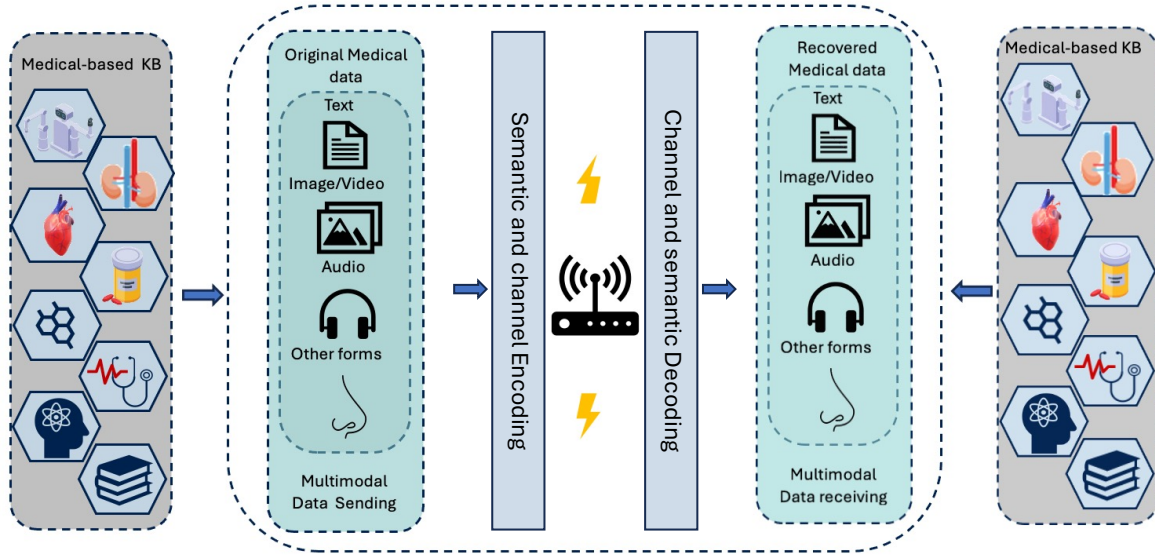 Medical-based KB
Original Medical
data
Text
Image/Video
Audio
Other forms
Multimodal
Data Sending
Semantic and channel Encoding
Channel and semantic Decoding
Recovered
Medical data
Text
Image/Video
Audio
Other forms
Multimodal
Data receiving
Medical-based KB